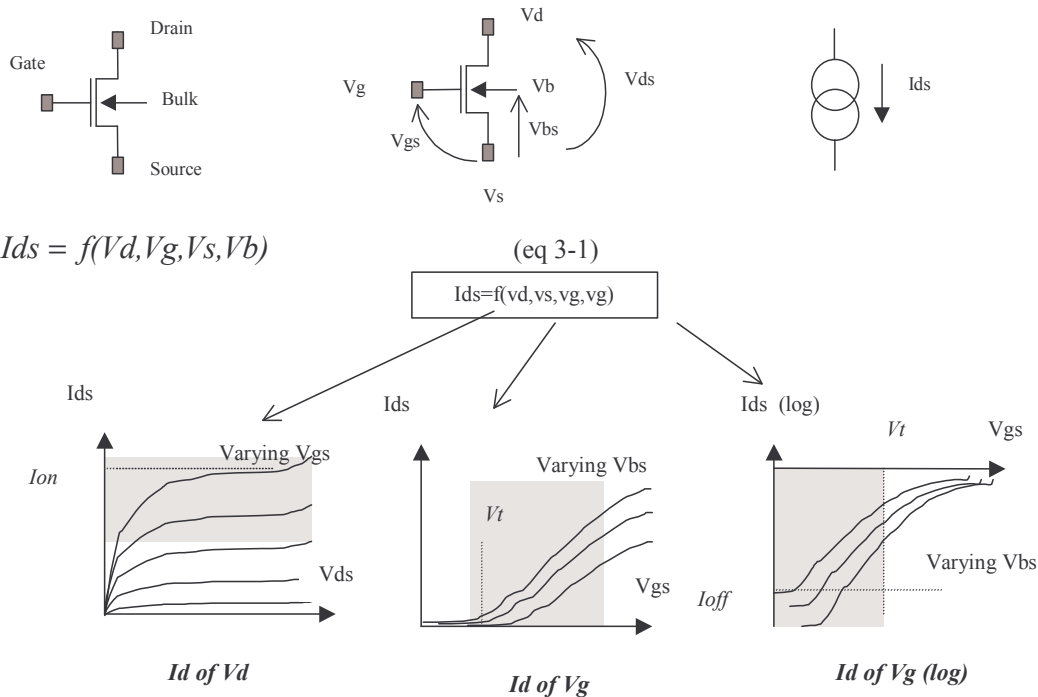 Drain
Gate
Bulk
Source
Vd
Vg
Vb
Vds
Vgs
Vbs
Vs
Ids
Ids = f(Vd,Vg,Vs,Vb)
(eq 3-1)
Ids=f(vd,vs,vg,vg)
Ids
Varying Vgs
Ion
Vds
Id of Vd
Ids
Varying Vbs
Vt
Vgs
Id of Vg
Ids (log)
Vt
Vgs
Varying Vbs
Ioff
Id of Vg (log)